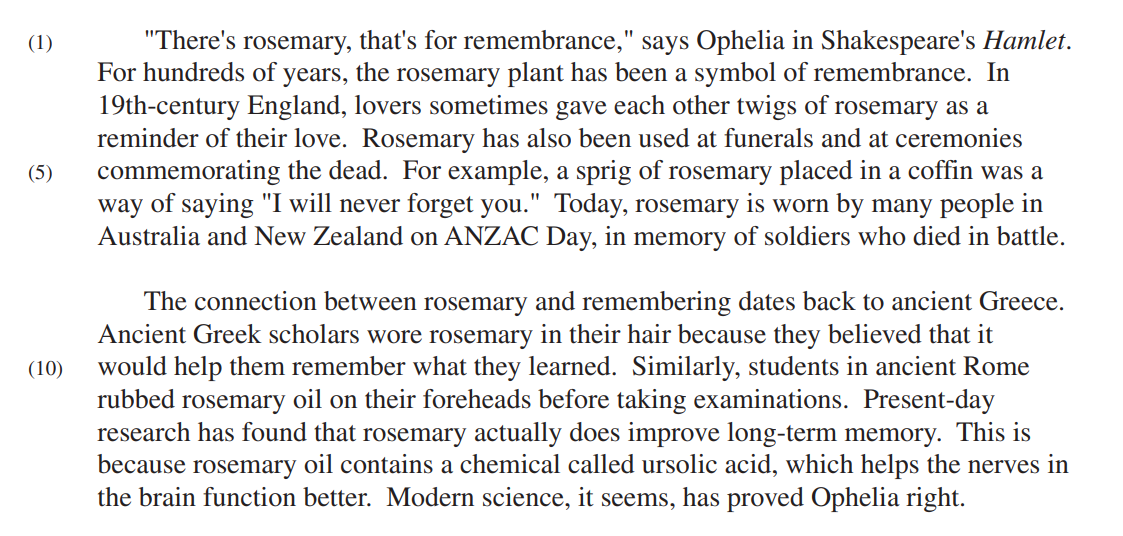 (1) "There's rosemary, that's for remembrance," says Ophelia in Shakespeare's Hamlet.
For hundreds of years, the rosemary plant has been a symbol of remembrance. In
19th-century England, lovers sometimes gave each other twigs of rosemary as a
reminder of their love. Rosemary has also been used at funerals and at ceremonies
(5) commemorating the dead. For example, a sprig of rosemary placed in a coffin was a
way of saying "I will never forget you." Today, rosemary is worn by many people in
Australia and New Zealand on ANZAC Day, in memory of soldiers who died in battle.
The connection between rosemary and remembering dates back to ancient Greece.
Ancient Greek scholars wore rosemary in their hair because they believed that it
(10) would help them remember what they learned. Similarly, students in ancient Rome
rubbed rosemary oil on their foreheads before taking examinations. Present-day
research has found that rosemary actually does improve long-term memory. This is
because rosemary oil contains a chemical called ursolic acid, which helps the nerves in
the brain function better. Modern science, it seems, has proved Ophelia right.